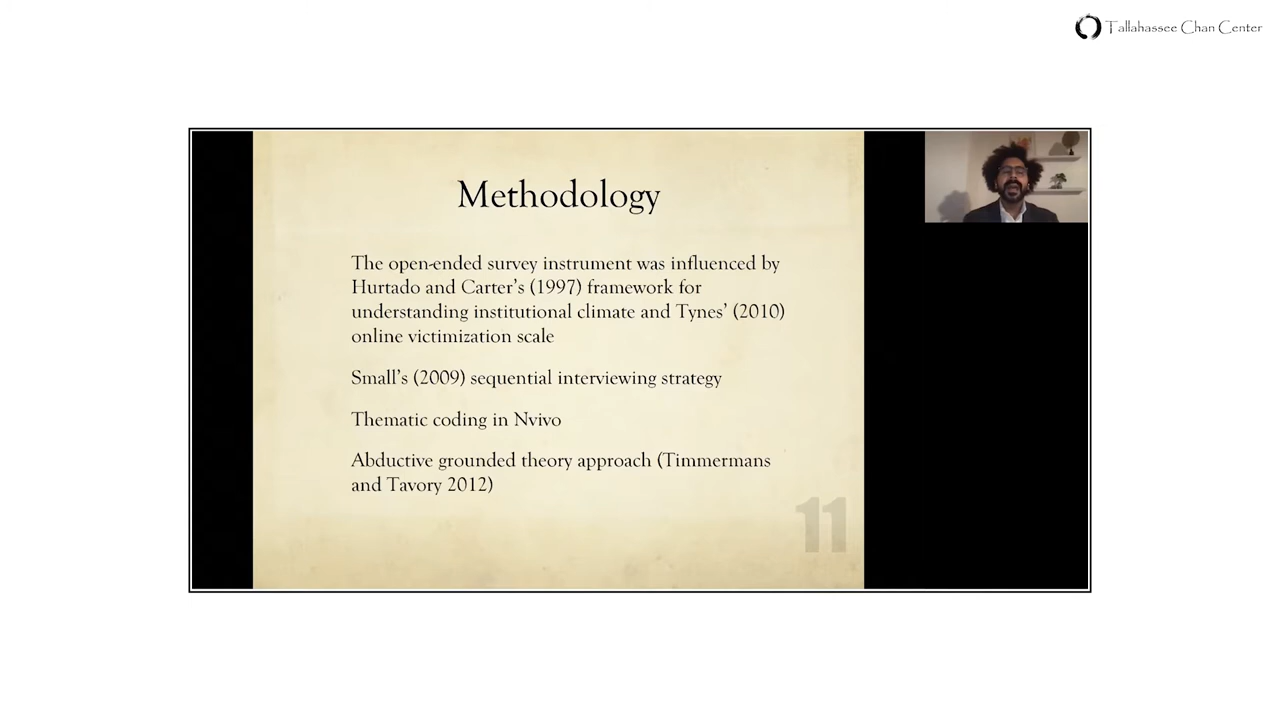 Tallahassee Chan Center
Methodology
The open-ended survey instrument was influenced by
Hurtado and Carter’s (1997) framework for
understanding institutional climate and Tynes’ (2010)
online victimization scale
Small’s (2009) sequential interviewing strategy
Thematic coding in Nvivo
Abductive grounded theory approach (Timmermans
and Tavory 2012)
11